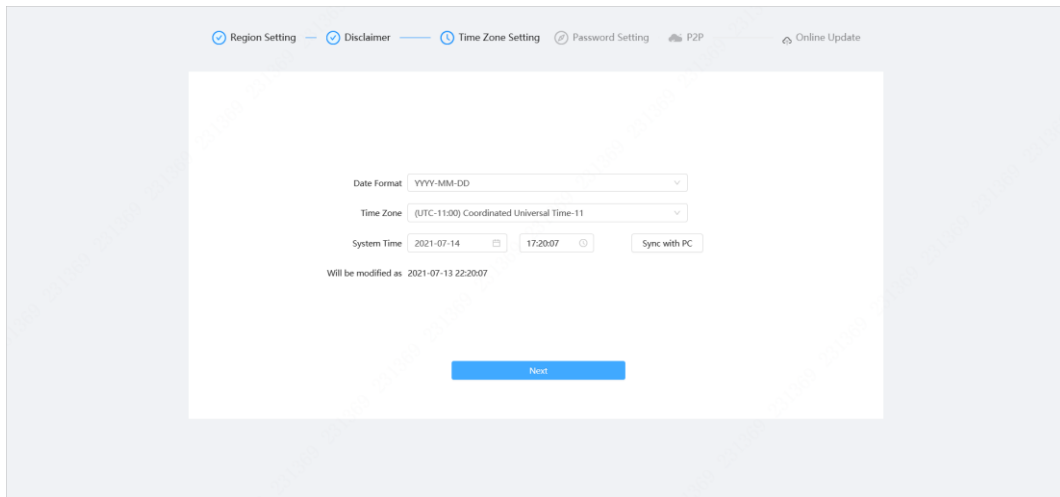 Region Setting Disclaimer Time Zone Setting Password Setting P2P Online Update
Date Format YYYY-MM-DD
Time Zone (UTC-11:00) Coordinated Universal Time-11
System Time 2021-07-14 17:20:07 Sync with PC
Will be modified as 2021-07-13 22:20:07
Next